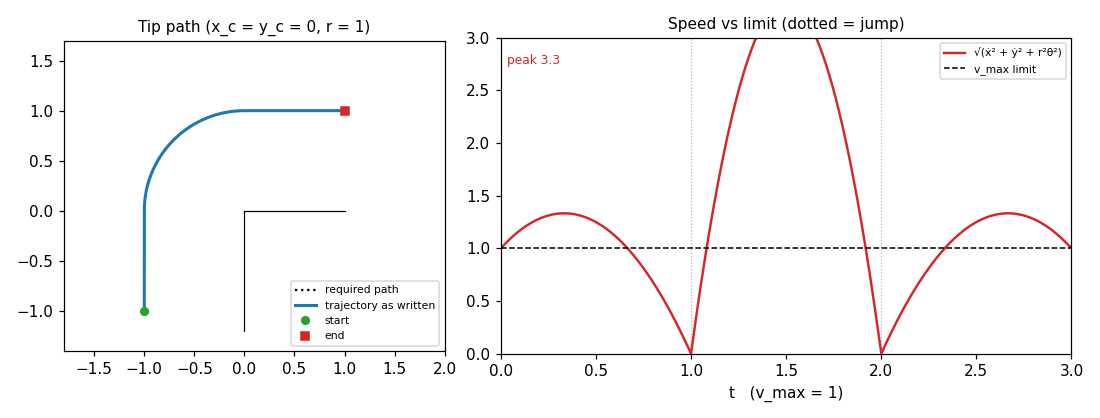 Tip path (x_c = y_c = 0, r = 1)
1.5
1.0
0.5
0.0
−0.5
−1.0
−1.5 −1.0 −0.5 0.0 0.5 1.0 1.5 2.0
required path
trajectory as written
start
end
Speed vs limit (dotted = jump)
3.0
2.5
2.0
1.5
1.0
0.5
0.0
peak 3.3
√(ẋ² + ẏ² + r²θ̇²)
v_max limit
0.0 0.5 1.0 1.5 2.0 2.5 3.0
t (v_max = 1)